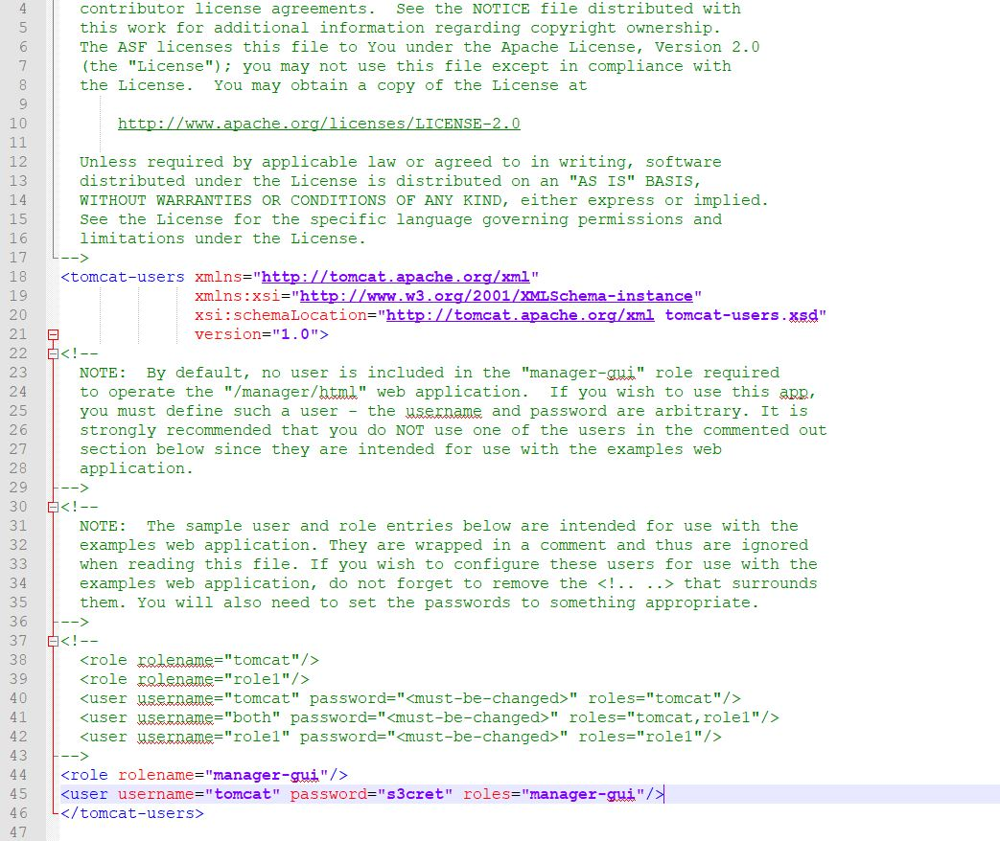 4 contributor license agreements.  See the NOTICE file distributed with
5 this work for additional information regarding copyright ownership.
6 The ASF licenses this file to You under the Apache License, Version 2.0
7 (the "License"); you may not use this file except in compliance with
8 the License.  You may obtain a copy of the License at
9
10 http://www.apache.org/licenses/LICENSE-2.0
11
12 Unless required by applicable law or agreed to in writing, software
13 distributed under the License is distributed on an "AS IS" BASIS,
14 WITHOUT WARRANTIES OR CONDITIONS OF ANY KIND, either express or implied.
15 See the License for the specific language governing permissions and
16 limitations under the License.
17 -->
18 <tomcat-users xmlns="http://tomcat.apache.org/xml"
19 xmlns:xsi="http://www.w3.org/2001/XMLSchema-instance"
20 xsi:schemaLocation="http://tomcat.apache.org/xml tomcat-users.xsd"
21 version="1.0">
22 <!--
23 NOTE:  By default, no user is included in the "manager-gui" role required
24 to operate the "/manager/html" web application.  If you wish to use this app,
25 you must define such a user - the username and password are arbitrary. It is
26 strongly recommended that you do NOT use one of the users in the commented out
27 section below since they are intended for use with the examples web
28 application.
29 -->
30 <!--
31 NOTE:  The sample user and role entries below are intended for use with the
32 examples web application. They are wrapped in a comment and thus are ignored
33 when reading this file. If you wish to configure these users for use with the
34 examples web application, do not forget to remove the <!.. ..> that surrounds
35 them. You will also need to set the passwords to something appropriate.
36 -->
37 <!--
38 <role rolename="tomcat"/>
39 <role rolename="role1"/>
40 <user username="tomcat" password="<must-be-changed>" roles="tomcat"/>
41 <user username="both" password="<must-be-changed>" roles="tomcat,role1"/>
42 <user username="role1" password="<must-be-changed>" roles="role1"/>
43 -->
44 <role rolename="manager-gui"/>
45 <user username="tomcat" password="s3cret" roles="manager-gui"/>
46 </tomcat-users>
47